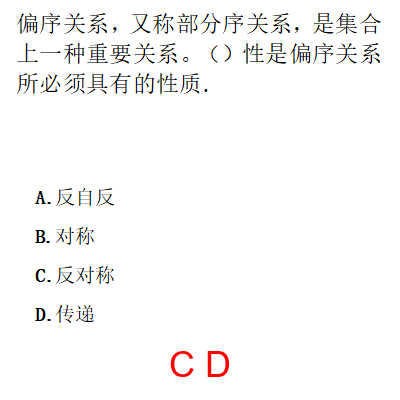 偏序关系，又称部分序关系，是集合
上一种重要关系。（）性是偏序关系
所必须具有的性质.
A.反自反
B.对称
C.反对称
D.传递
C D